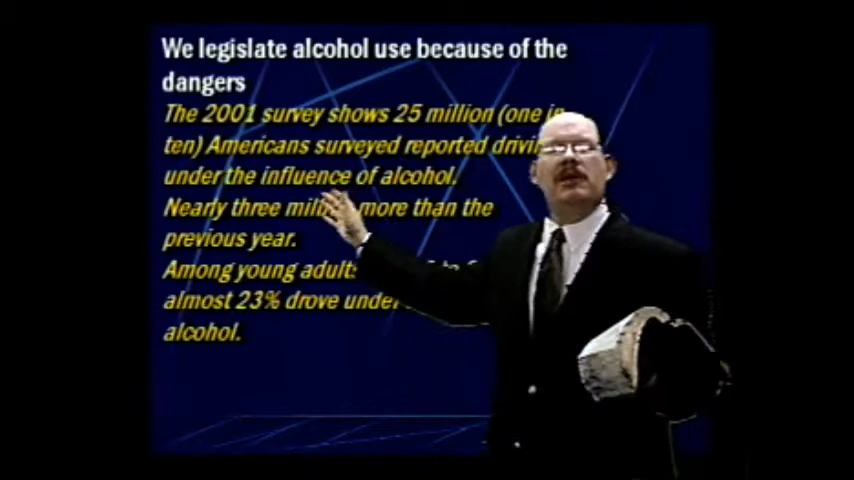 We legislate alcohol use because of the
dangers
The 2001 survey shows 25 million (one in
ten) Americans surveyed reported
under the influence of alcohol.
Nearly three more than the
previous year.
Among young
almost 23% drove
alcohol.